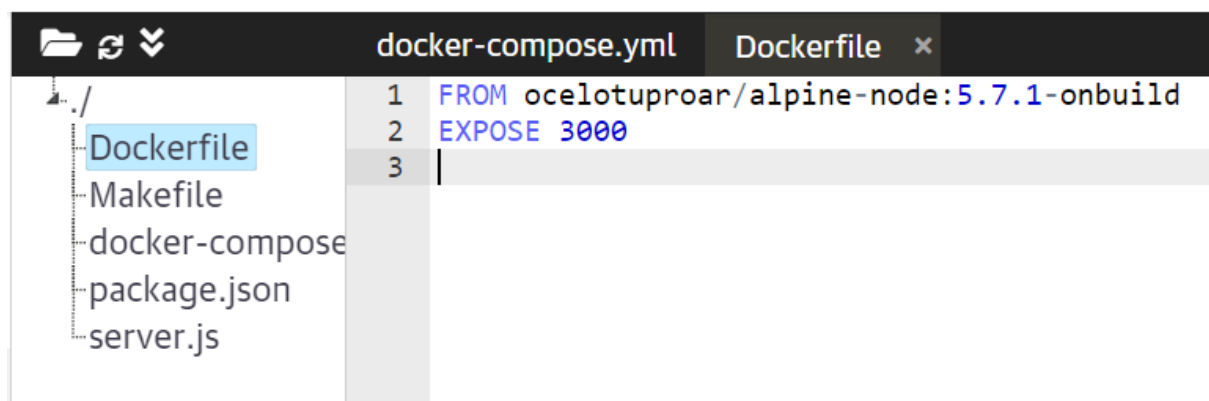 docker-compose.yml Dockerfile ×
./
Dockerfile
Makefile
docker-compose
package.json
server.js
1 FROM ocelotuproar/alpine-node:5.7.1-onbuild
2 EXPOSE 3000
3